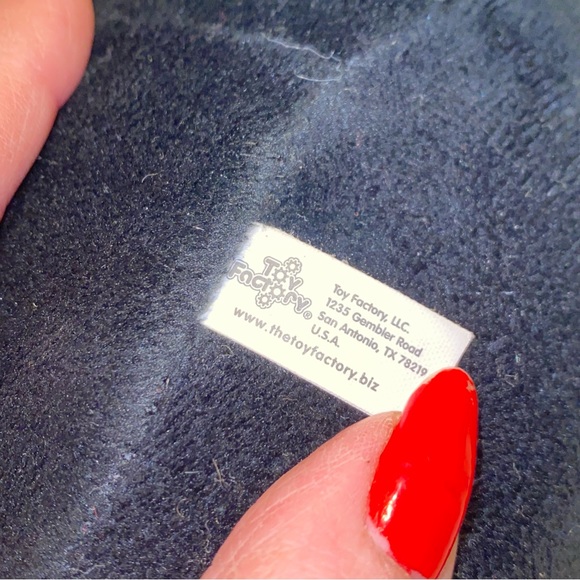 Toy
Factory®
Toy Factory, LLC.
1235 Gembler Road
San Antonio, TX 78219
U.S.A.
www.thetoyfactory.biz